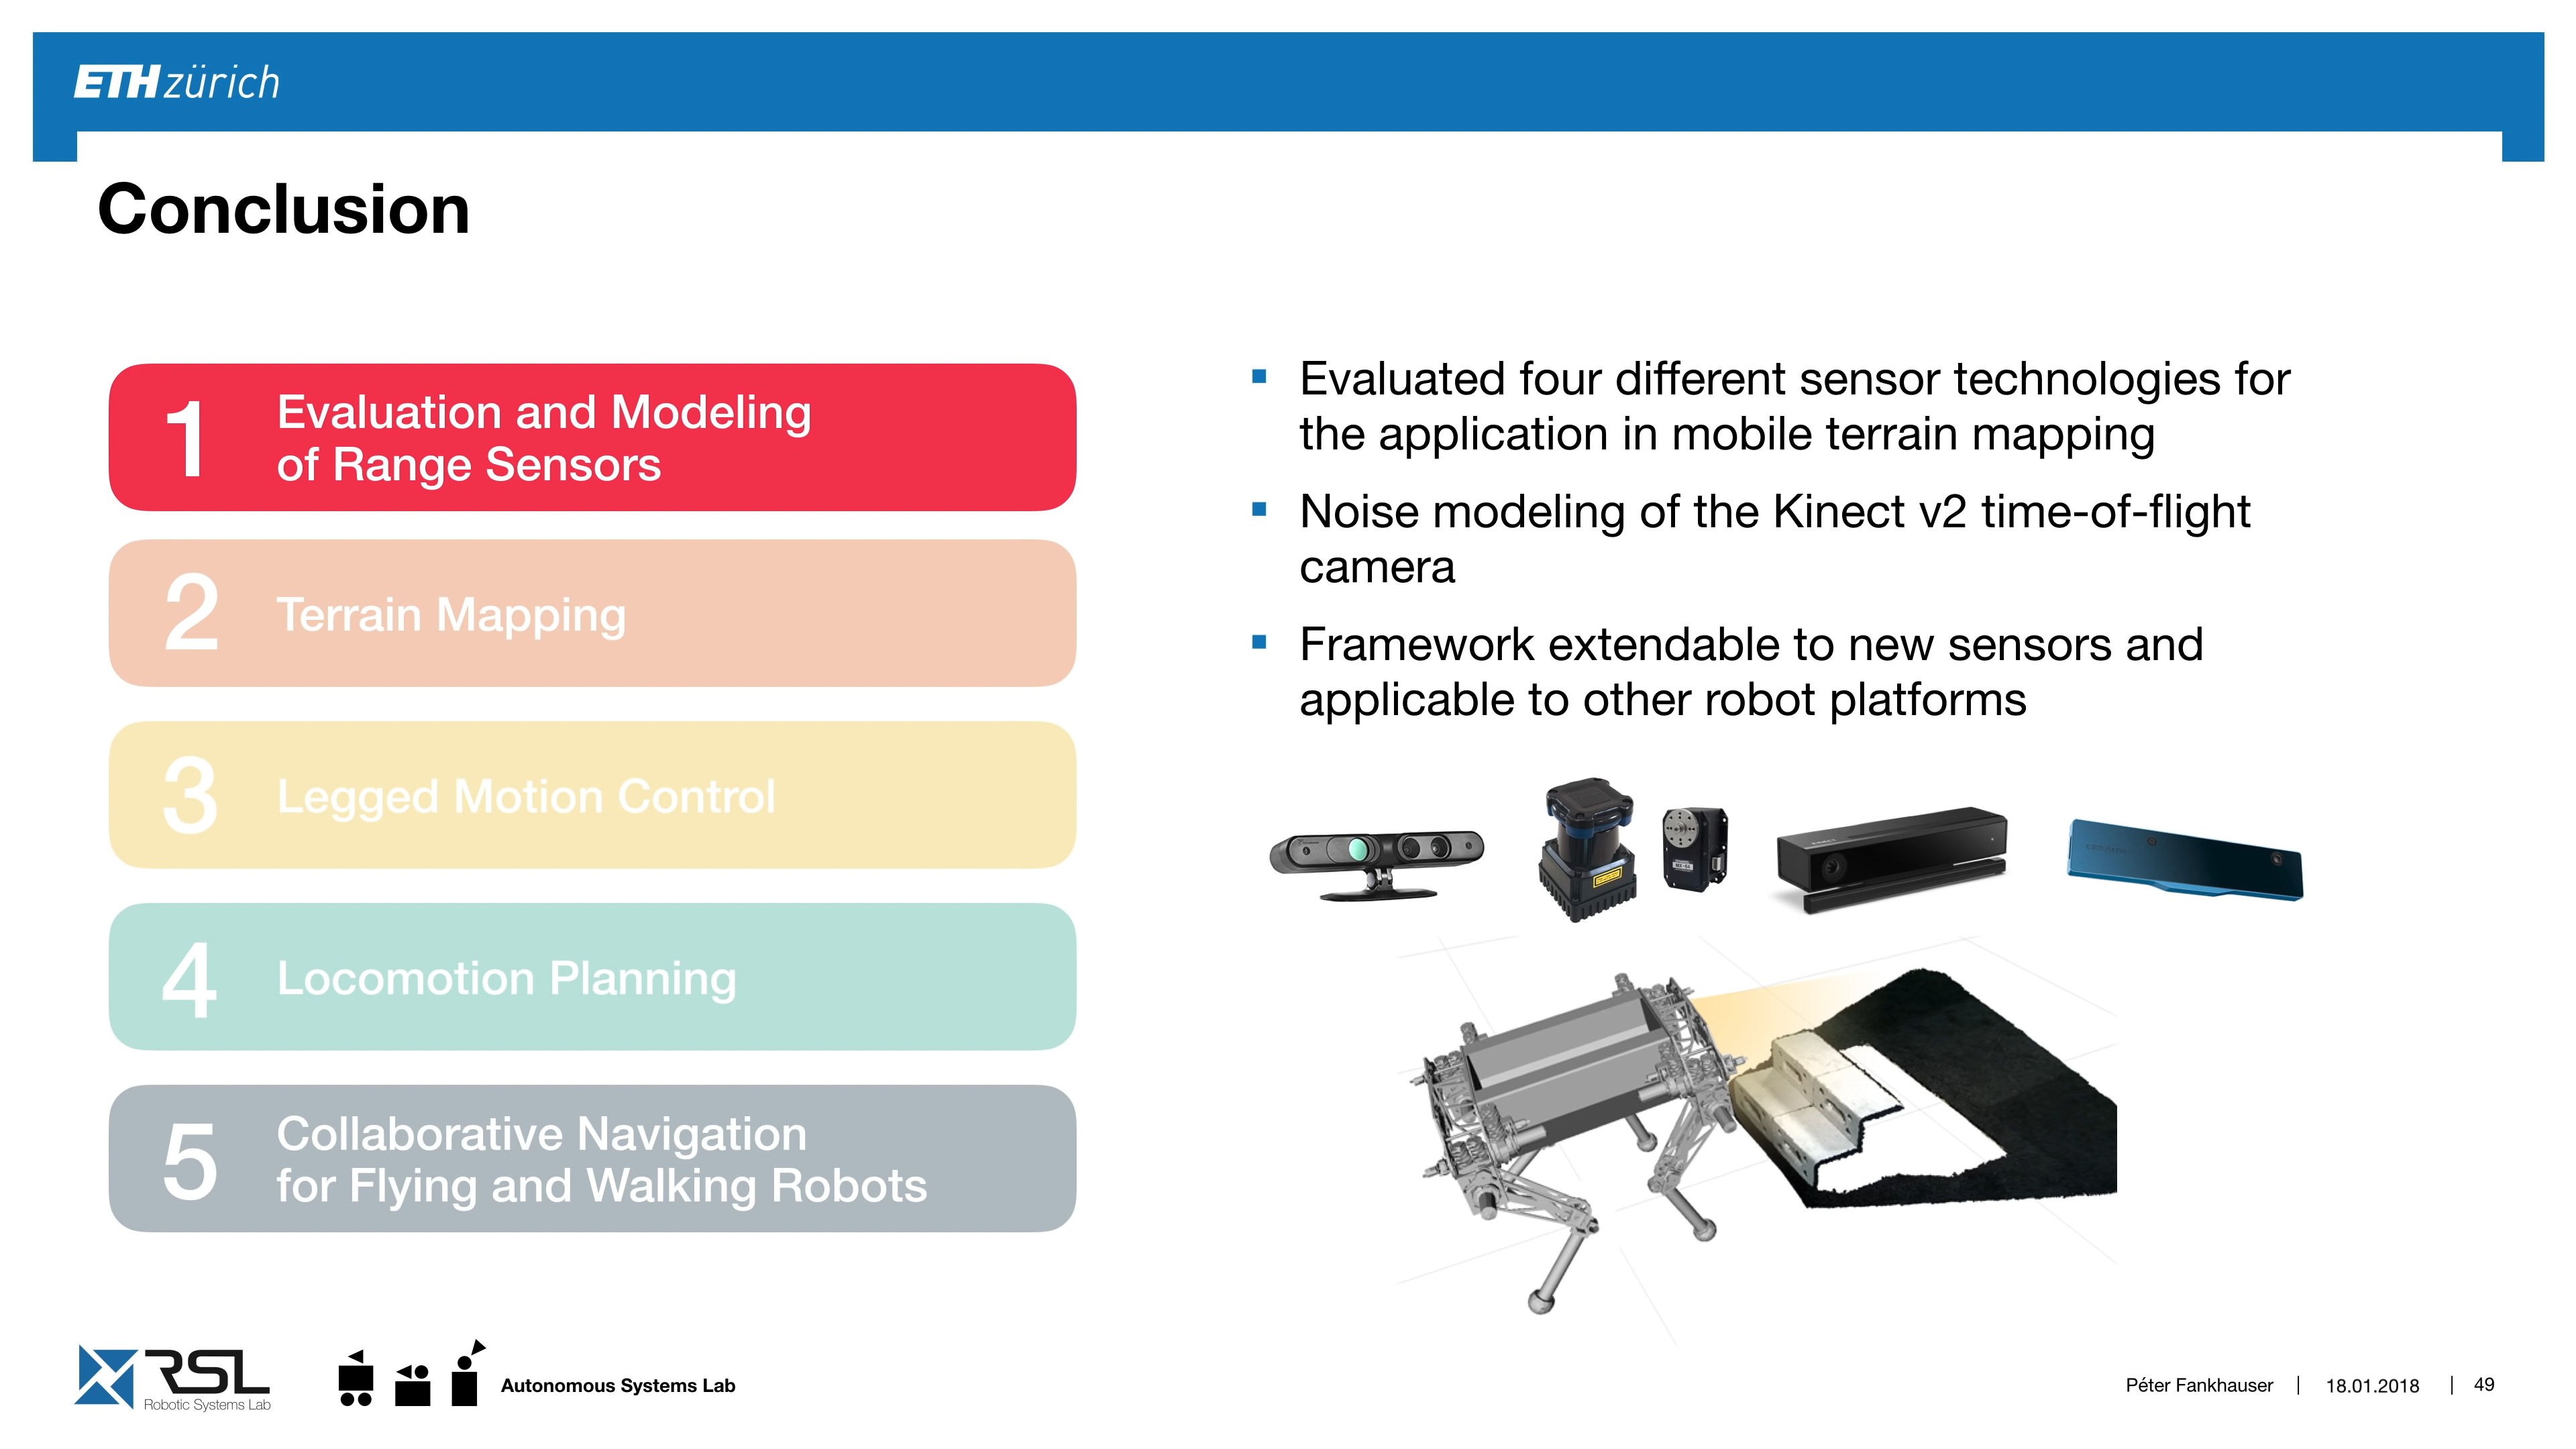 ETH zürich
Conclusion
1
Evaluation and Modeling
of Range Sensors
2
Terrain Mapping
3
Legged Motion Control
4
Locomotion Planning
5
Collaborative Navigation
for Flying and Walking Robots
▪ Evaluated four different sensor technologies for
the application in mobile terrain mapping
▪ Noise modeling of the Kinect v2 time-of-flight
camera
▪ Framework extendable to new sensors and
applicable to other robot platforms
RSL
Robotic Systems Lab
Autonomous Systems Lab
Péter Fankhauser | 18.01.2018 | 49